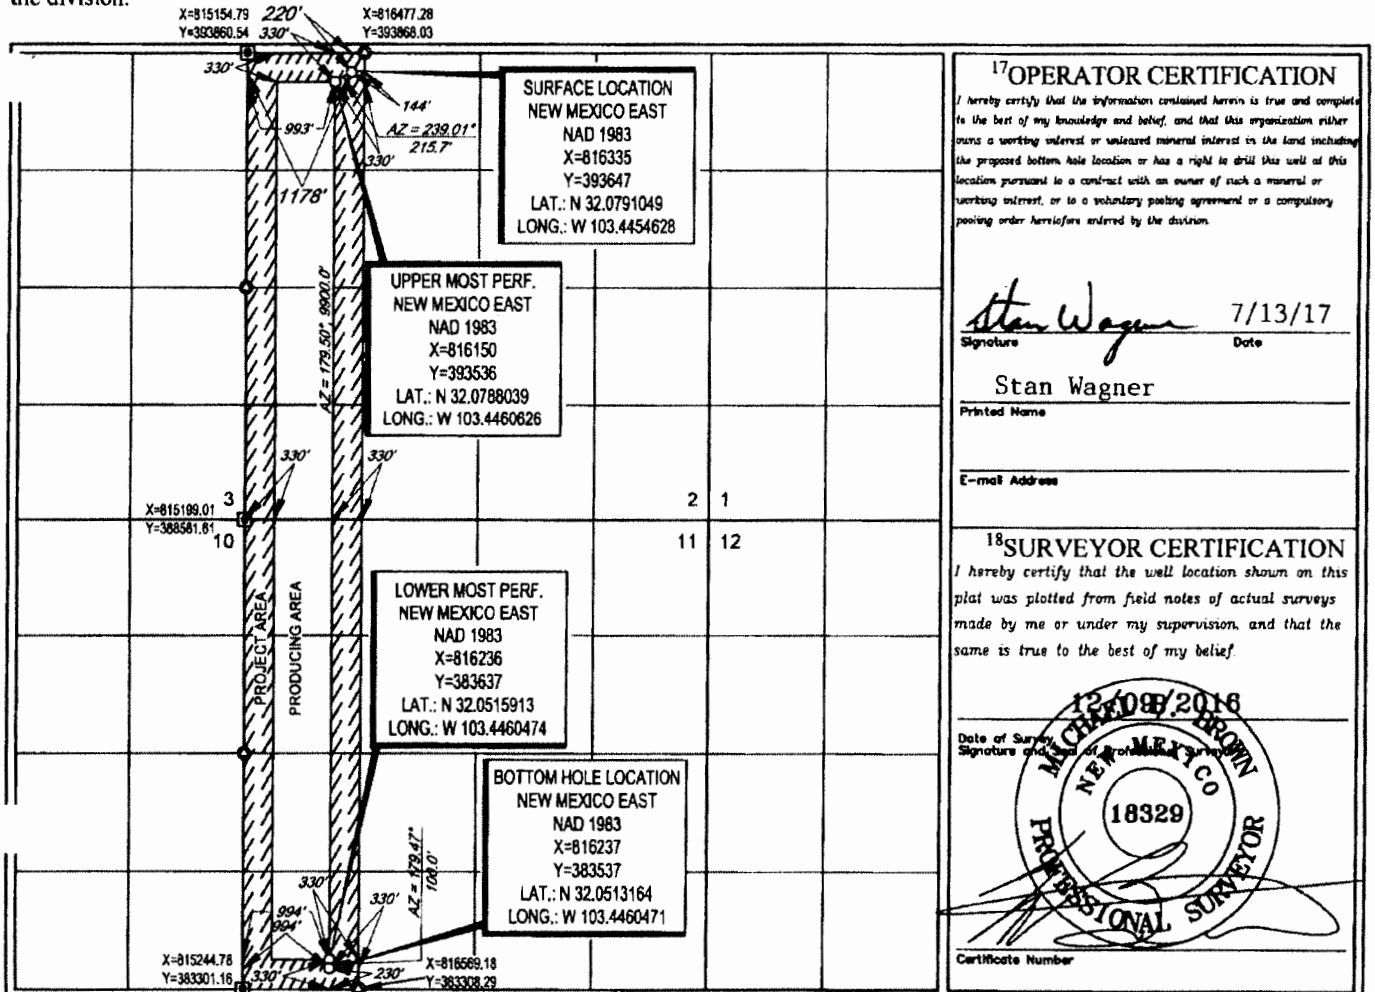 the division.
X=815154.79
Y=393860.54
220'
330'
X=816477.28
Y=393868.03
330'
144'
993'
AZ = 239.01°
215.7'
330'
1178'
SURFACE LOCATION
NEW MEXICO EAST
NAD 1983
X=816335
Y=393647
LAT.: N 32.0791049
LONG.: W 103.4454628
UPPER MOST PERF.
NEW MEXICO EAST
NAD 1983
X=816150
Y=393536
LAT.: N 32.0788039
LONG.: W 103.4460626
AZ = 179.50°, 9900.0'
330'
330'
X=815199.01
Y=388581.61
3
10
2
1
11
12
PROJECT AREA
PRODUCING AREA
LOWER MOST PERF.
NEW MEXICO EAST
NAD 1983
X=816236
Y=383637
LAT.: N 32.0515913
LONG.: W 103.4460474
BOTTOM HOLE LOCATION
NEW MEXICO EAST
NAD 1983
X=816237
Y=383537
LAT.: N 32.0513164
LONG.: W 103.4460471
AZ = 179.47°
100.0'
330'
330'
994'
994'
X=815244.78
Y=383301.16
330'
230'
X=816569.18
Y=383308.29
17 OPERATOR CERTIFICATION
I hereby certify that the information contained herein is true and complete
to the best of my knowledge and belief, and that this organization either
owns a working interest or unleased mineral interest in the land including
the proposed bottom hole location or has a right to drill this well at this
location pursuant to a contract with an owner of such a mineral or
working interest, or to a voluntary pooling agreement or a compulsory
pooling order heretofore entered by the division.
Stan Wagner 7/13/17
Signature Date
Stan Wagner
Printed Name
E-mail Address
18 SURVEYOR CERTIFICATION
I hereby certify that the well location shown on this
plat was plotted from field notes of actual surveys
made by me or under my supervision, and that the
same is true to the best of my belief.
12/09/2016
Date of Survey
Signature and Seal of Professional Surveyor
MICHAEL B. BROWN
NEW MEXICO
18329
PROFESSIONAL SURVEYOR
Certificate Number